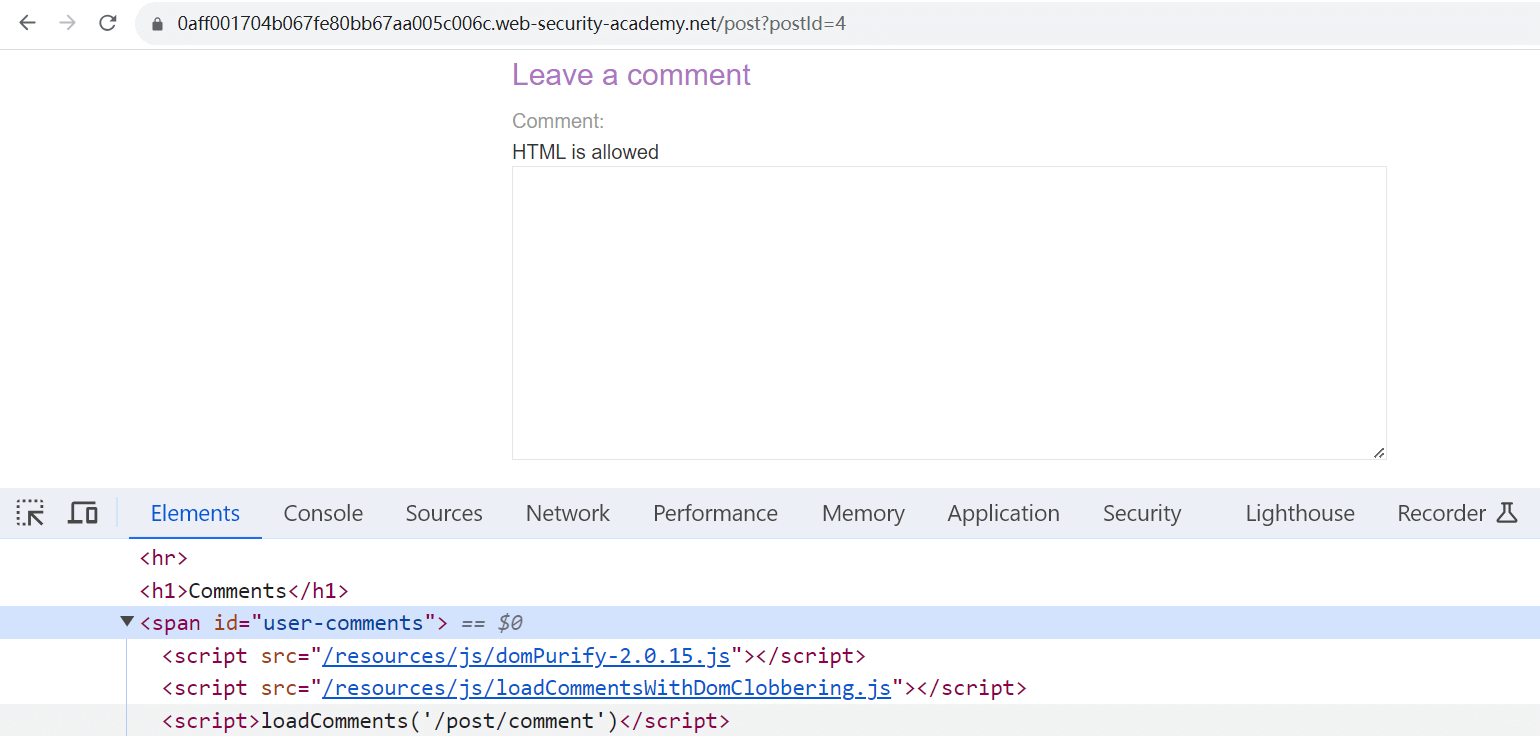 0aff001704b067fe80bb67aa005c006c.web-security-academy.net/post?postId=4
Leave a comment
Comment:
HTML is allowed
Elements Console Sources Network Performance Memory Application Security Lighthouse Recorder
<hr>
<h1>Comments</h1>
<span id="user-comments"> == $0
<script src="/resources/js/domPurify-2.0.15.js"></script>
<script src="/resources/js/loadCommentsWithDomClobbering.js"></script>
<script>loadComments('/post/comment')</script>